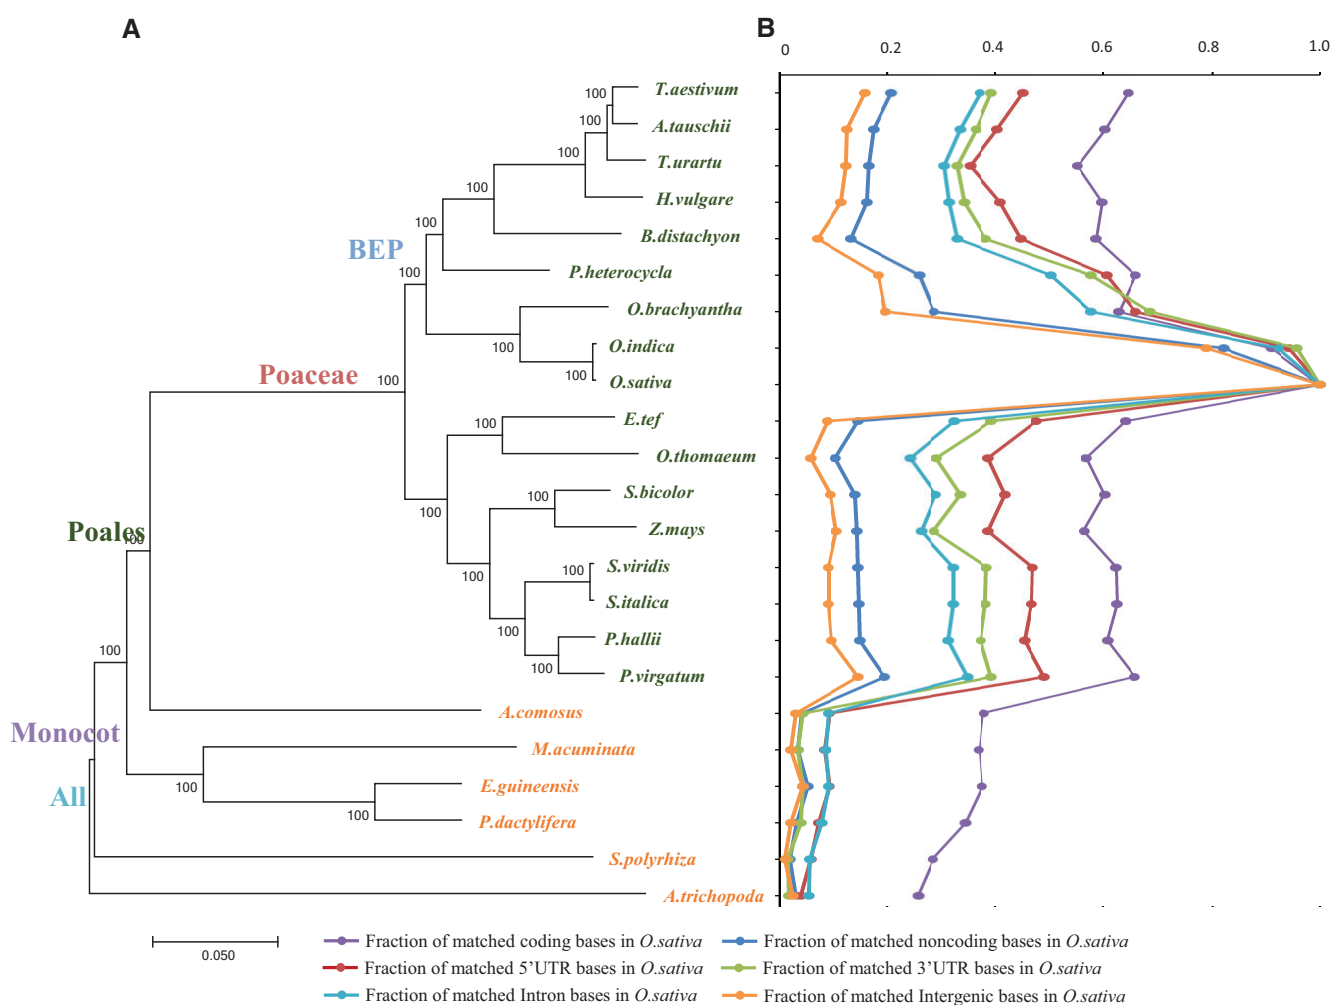 A
B
0 0.2 0.4 0.6 0.8 1.0
100 T.aestivum
100 A.tauschii
100 T.urartu
100 H.vulgare
100 B.distachyon
BEP 100 P.heterocycla
100 O.brachyantha
100 O.indica
Poaceae 100 100 O.sativa
100 E.tef
O.thomaeum
100 S.bicolor
100 Z.mays
Poales 100
100 100 S.viridis
S.italica
100 P.hallii
100 P.virgatum
100
A.comosus
Monocot M.acuminata
All 100 E.guineensis
100 P.dactylifera
S.polyrhiza
A.trichopoda
0.050
Fraction of matched coding bases in O.sativa Fraction of matched noncoding bases in O.sativa
Fraction of matched 5’UTR bases in O.sativa Fraction of matched 3’UTR bases in O.sativa
Fraction of matched Intron bases in O.sativa Fraction of matched Intergenic bases in O.sativa